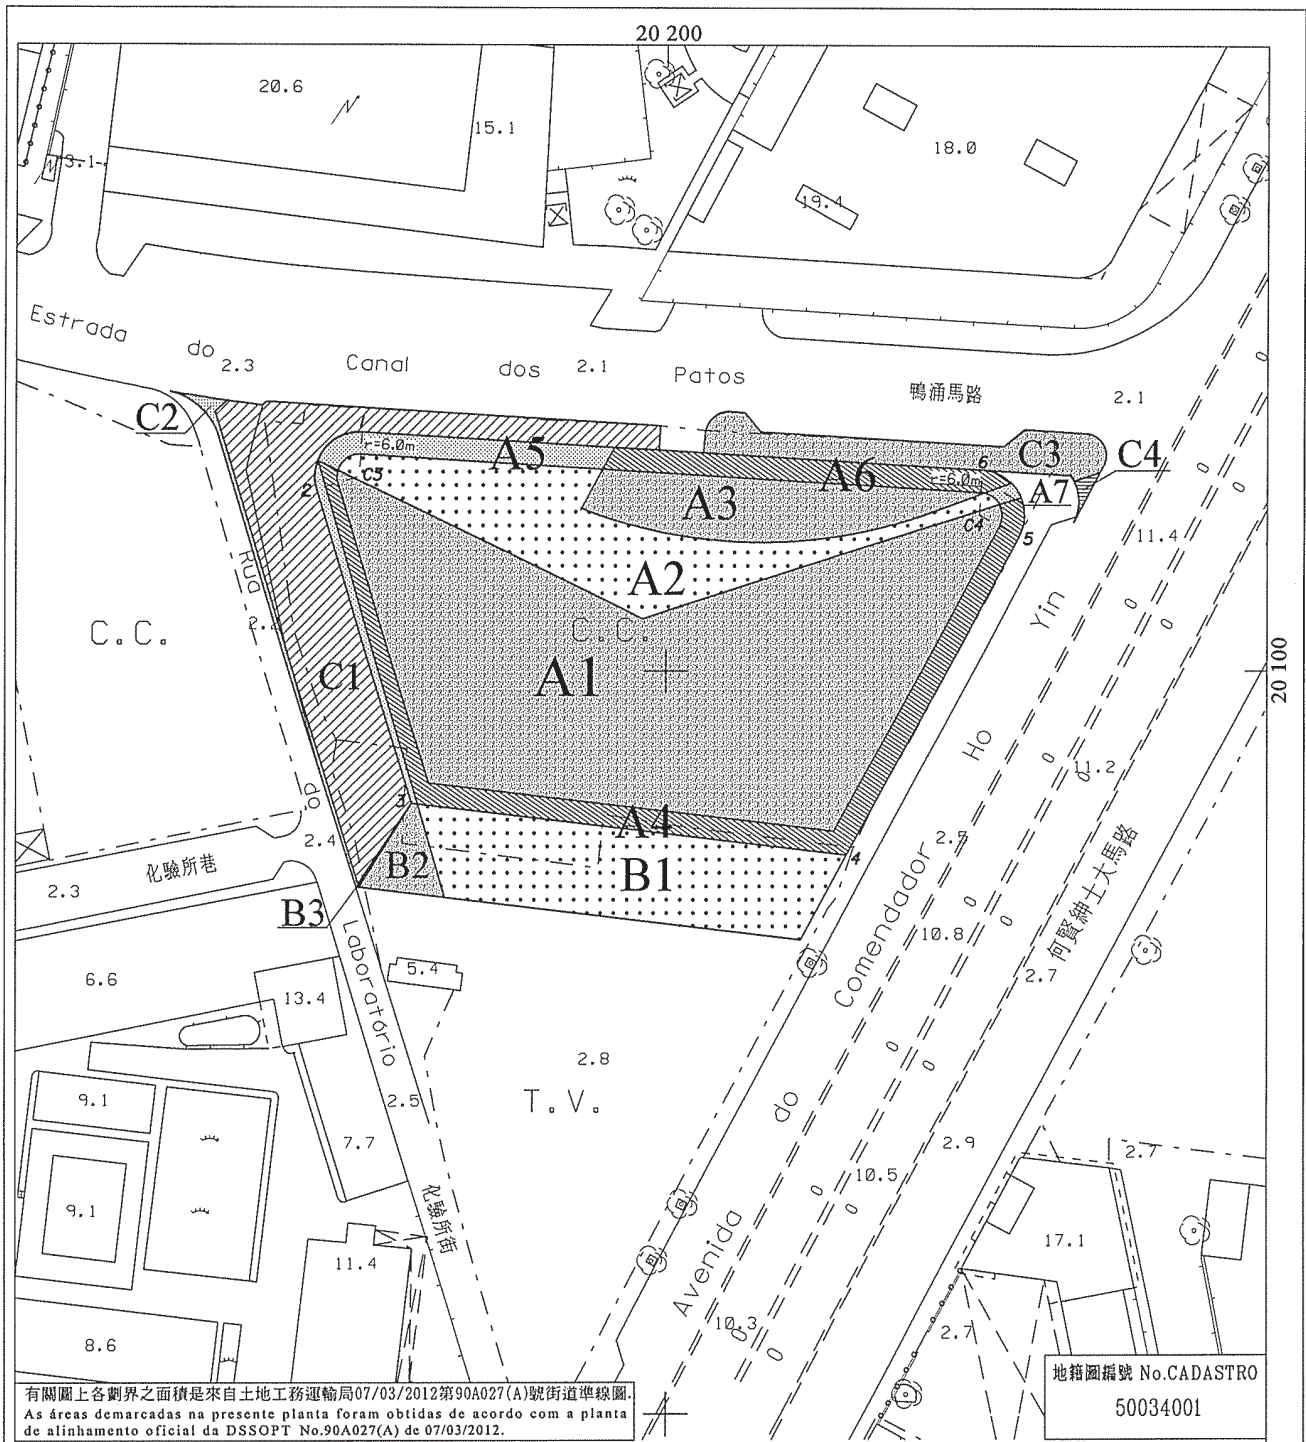 20 200
20.6
15.1
18.0
3.1
19.4
Estrada do Canal dos Patos
2.3
2.1
鴨涌馬路
2.1
C2
A5
r=6.0m
C3
2
A3
A6
6
r=6.0m
C3
C4
A7
C4
5
11.4
A2
Rua do Laboratório
2.2
C.C.
C.C.
C1
A1
20 100
Avenida do Comendador Ho Yin
11.2
3
A4
2.4
2.7
4
化驗所巷
2.3
B2
B1
B3
10.8
何賢紳士大馬路
2.7
6.6
13.4
5.4
2.8
T.V.
9.1
7.7
2.5
2.9
2.7
10.5
9.1
化驗所街
11.4
17.1
10.3
2.7
8.6
有關圖上各劃界之面積是來自土地工務運輸局07/03/2012第90A027(A)號街道準線圖.
As áreas demarcadas na presente planta foram obtidas de acordo com a planta
de alinhamento oficial da DSSOPT No.90A027(A) de 07/03/2012.
地籍圖編號 No.CADASTRO
50034001